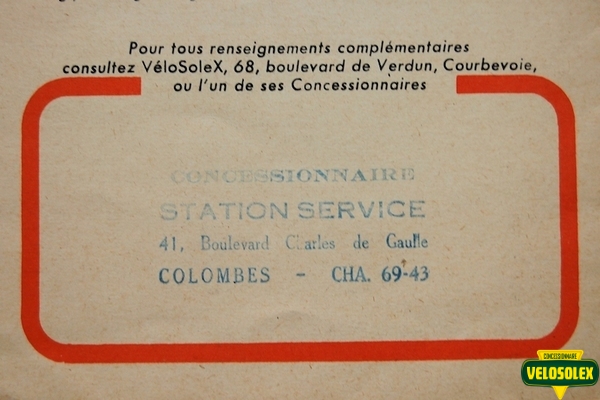 Pour tous renseignements complémentaires
consultez VéloSoleX, 68, boulevard de Verdun, Courbevoie,
ou l'un de ses Concessionnaires
CONCESSIONNAIRE
STATION SERVICE
41, Boulevard Charles de Gaulle
COLOMBES - CHA. 69-43
CONCESSIONNAIRE
VELOSOLEX